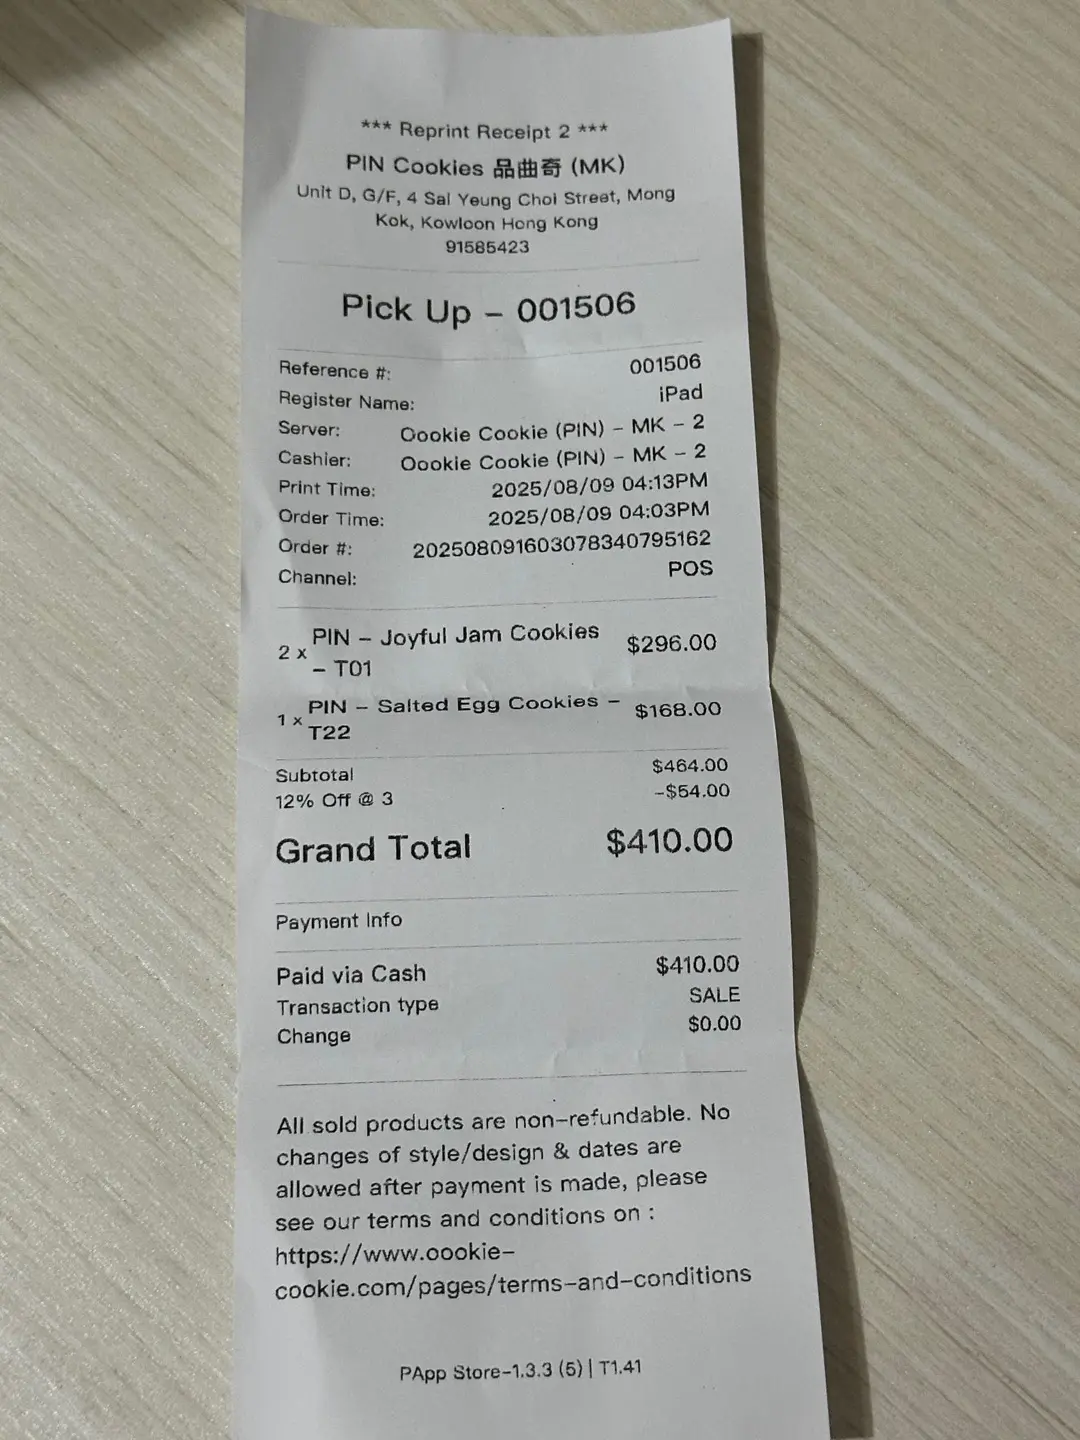 *** Reprint Receipt 2 ***
PIN Cookies 品曲奇 (MK)
Unit D, G/F, 4 Sai Yeung Choi Street, Mong
Kok, Kowloon Hong Kong
91585423
Pick Up – 001506
Reference #: 001506
Register Name: iPad
Server: Oookie Cookie (PIN) – MK – 2
Cashier: Oookie Cookie (PIN) – MK – 2
Print Time: 2025/08/09 04:13PM
Order Time: 2025/08/09 04:03PM
Order #: 202508091603078340795162
Channel: POS
2 x PIN – Joyful Jam Cookies $296.00
– T01
1 x PIN – Salted Egg Cookies – $168.00
T22
Subtotal $464.00
12% Off @ 3 -$54.00
Grand Total $410.00
Payment Info
Paid via Cash $410.00
Transaction type SALE
Change $0.00
All sold products are non-refundable. No
changes of style/design & dates are
allowed after payment is made, please
see our terms and conditions on :
https://www.oookie-
cookie.com/pages/terms-and-conditions
PApp Store-1.3.3 (5) | T1.41